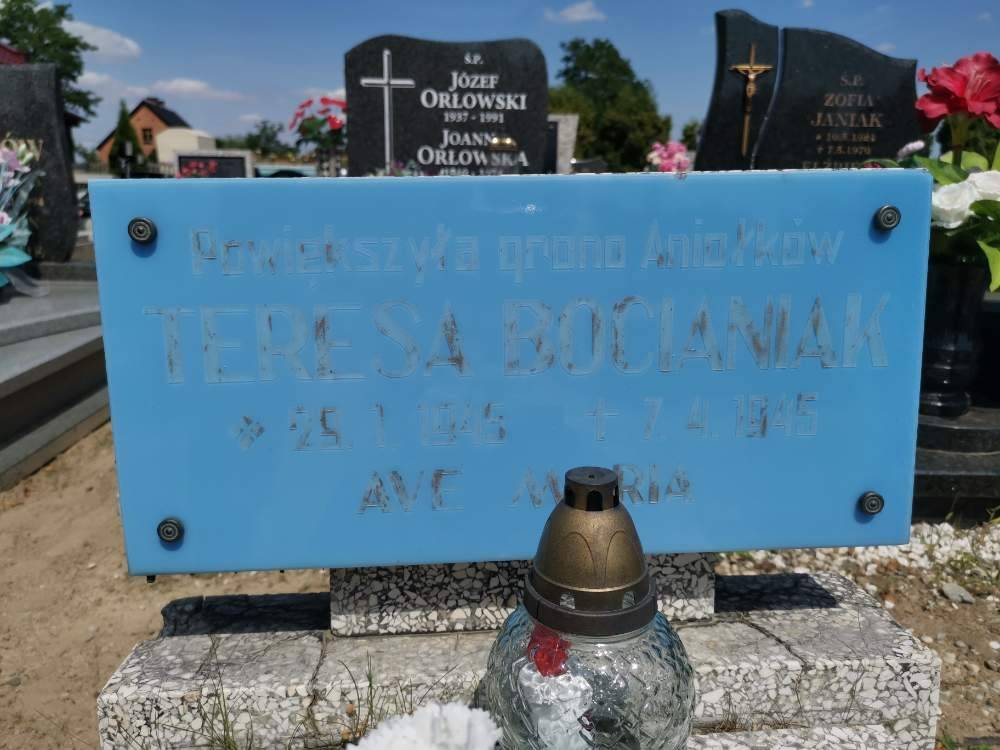 Powiększyła grono Aniołków
TERESA BOCIANIAK
29. 1. 1945 † 7. 4. 1945
AVE MARIA
Ś.P.
JÓZEF
ORŁOWSKI
1937 - 1991
JOANNA
ORŁOWSKA
Ś.P.
ZOFIA
JANIAK